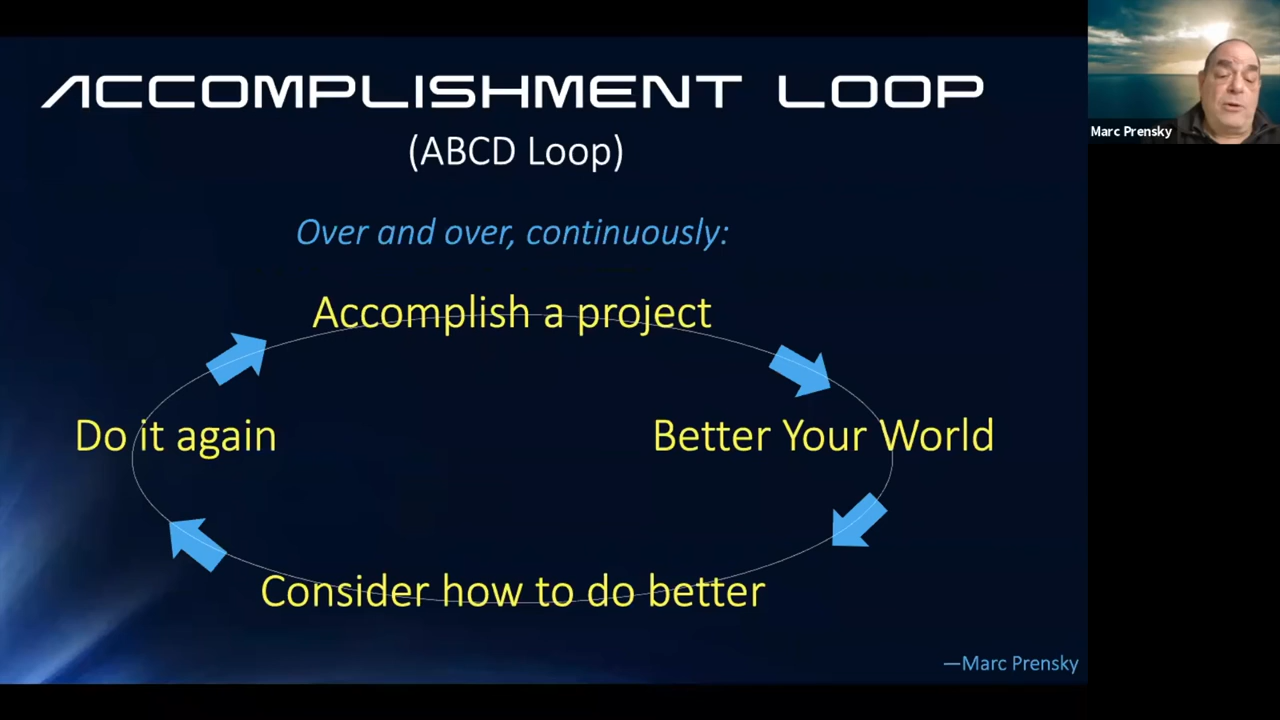 ACCOMPLISHMENT LOOP
(ABCD Loop)
Over and over, continuously:
Accomplish a project
Do it again
Better Your World
Consider how to do better
—Marc Prensky
Marc Prensky